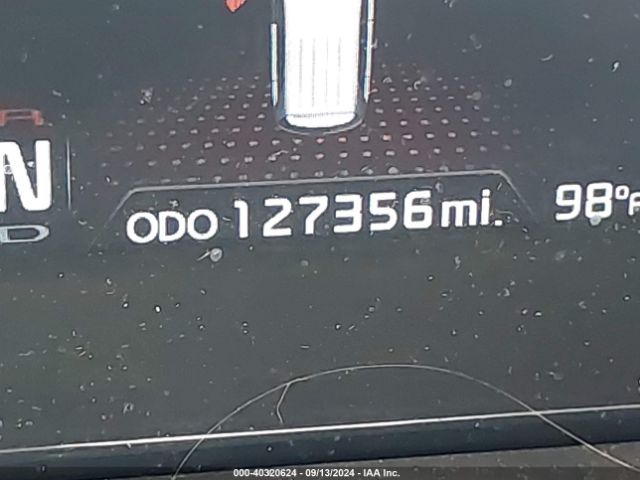 R
N
D
ODO 127356 mi.
98°F
000-40320624 - 09/13/2024 - IAA Inc.